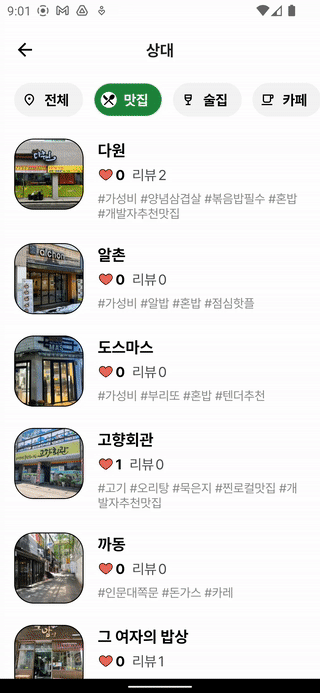 9:01
상대
전체 맛집 술집 카페
다원
0 리뷰 2
#가성비 #양념삼겹살 #볶음밥필수 #혼밥
#개발자추천맛집
알촌
0 리뷰 0
#가성비 #알밥 #혼밥 #점심핫플
도스마스
0 리뷰 0
#가성비 #부리또 #혼밥 #텐더추천
고향회관
1 리뷰 0
#고기 #오리탕 #묵은지 #찐로컬맛집 #개
발자추천맛집
까동
0 리뷰 0
#인문대쪽문 #돈가스 #카레
그 여자의 밥상
0 리뷰 1